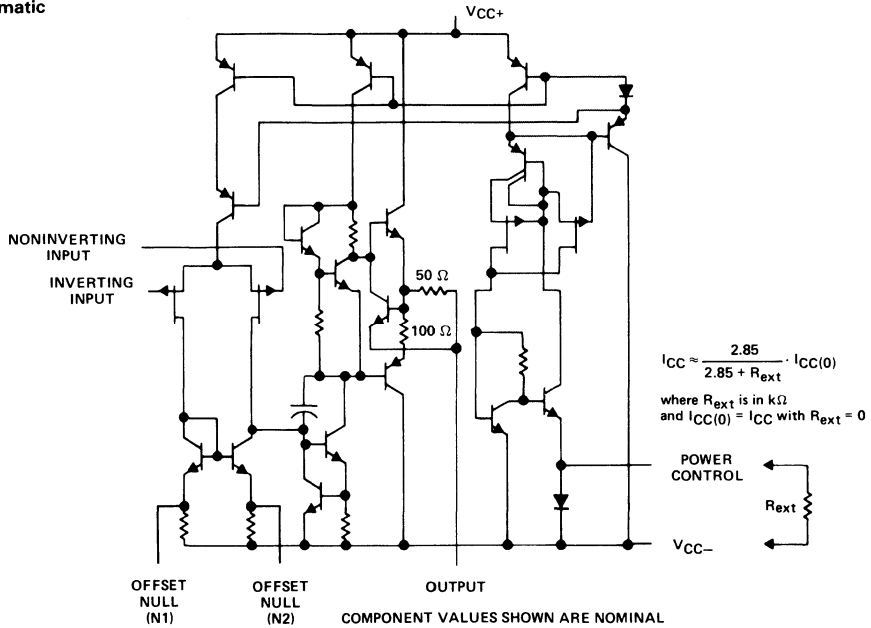 matic
VCC+
NONINVERTING
INPUT
INVERTING
INPUT
50 Ω
100 Ω
ICC ≈ 2.85 / 2.85 + Rext · ICC(0)
where Rext is in kΩ
and ICC(0) = ICC with Rext = 0
POWER
CONTROL
Rext
VCC−
OFFSET
NULL
(N1)
OFFSET
NULL
(N2)
OUTPUT
COMPONENT VALUES SHOWN ARE NOMINAL